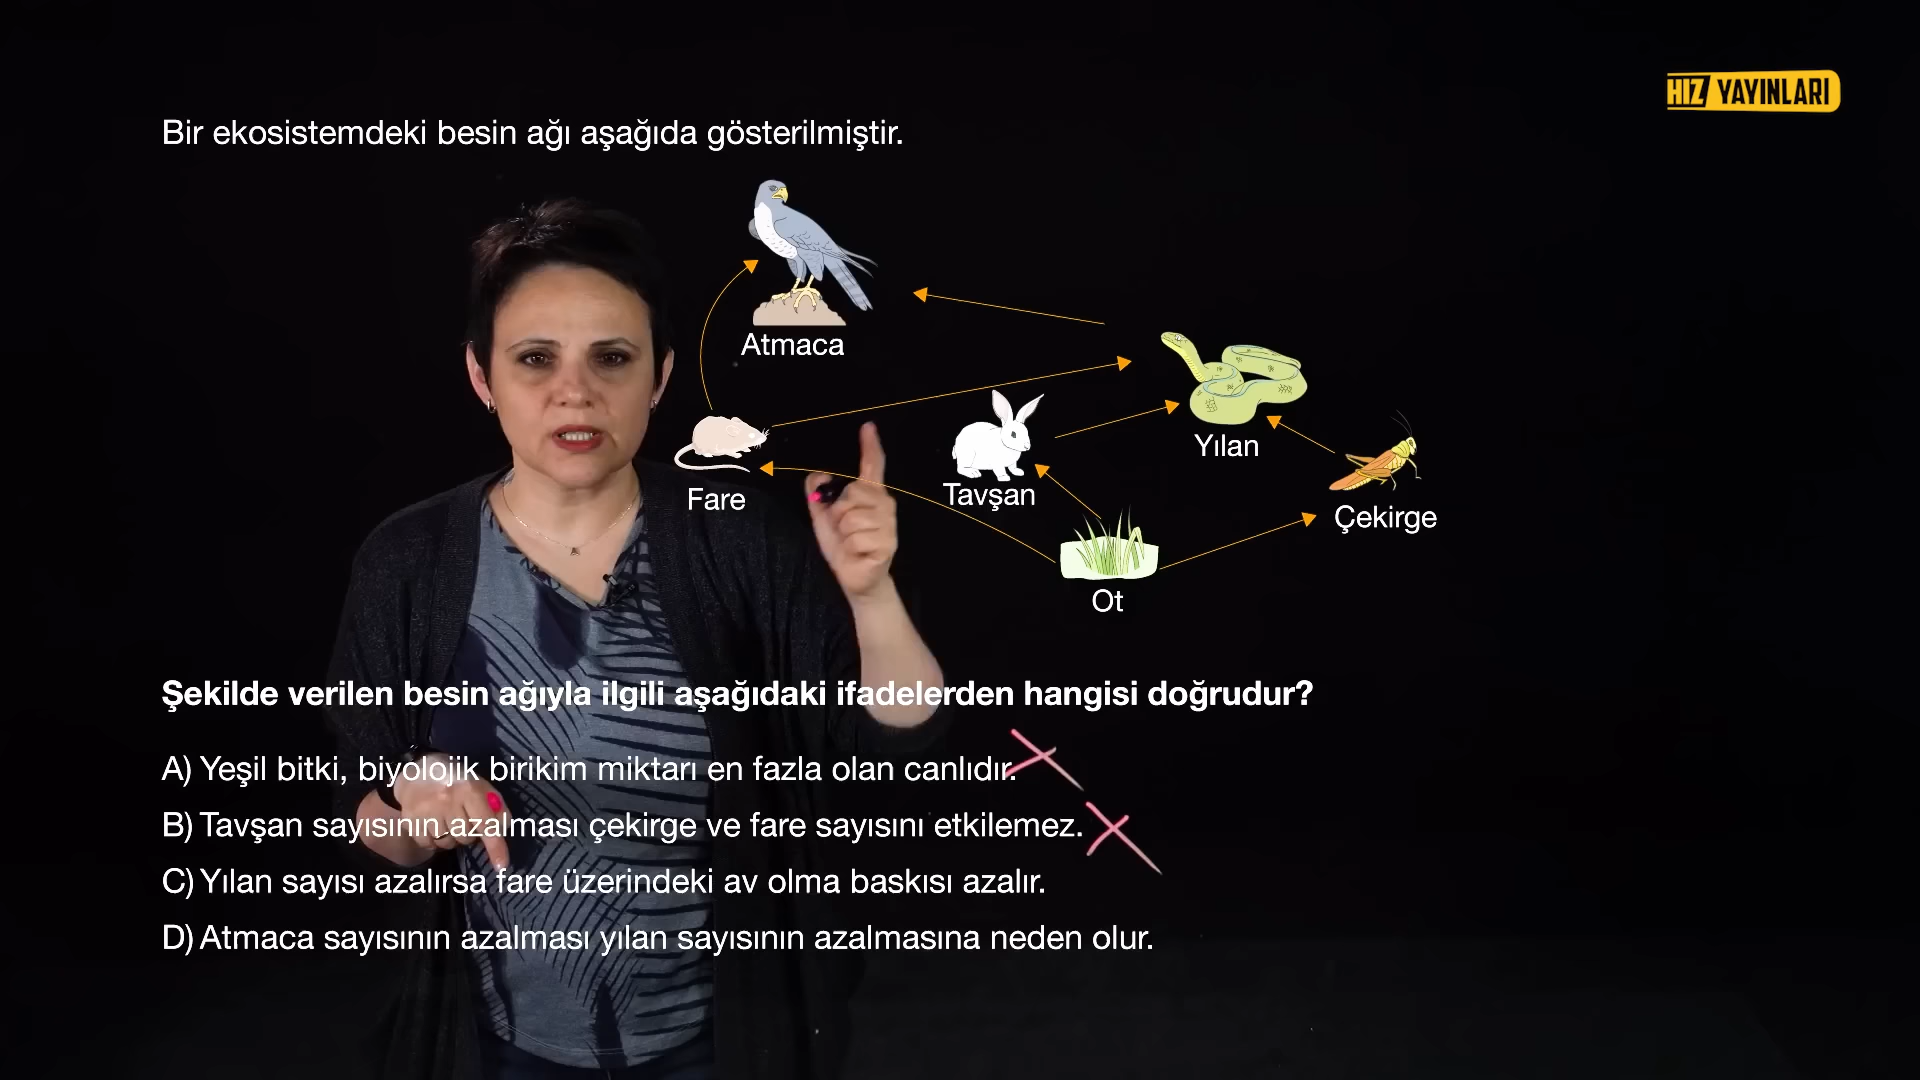 HIZ YAYINLARI
Bir ekosistemdeki besin ağı aşağıda gösterilmiştir.
Atmaca
Fare
Tavşan
Yılan
Çekirge
Ot
Şekilde verilen besin ağıyla ilgili aşağıdaki ifadelerden hangisi doğrudur?
A) Yeşil bitki, biyolojik birikim miktarı en fazla olan canlıdır.
B) Tavşan sayısının azalması çekirge ve fare sayısını etkilemez.
C) Yılan sayısı azalırsa fare üzerindeki av olma baskısı azalır.
D) Atmaca sayısının azalması yılan sayısının azalmasına neden olur.